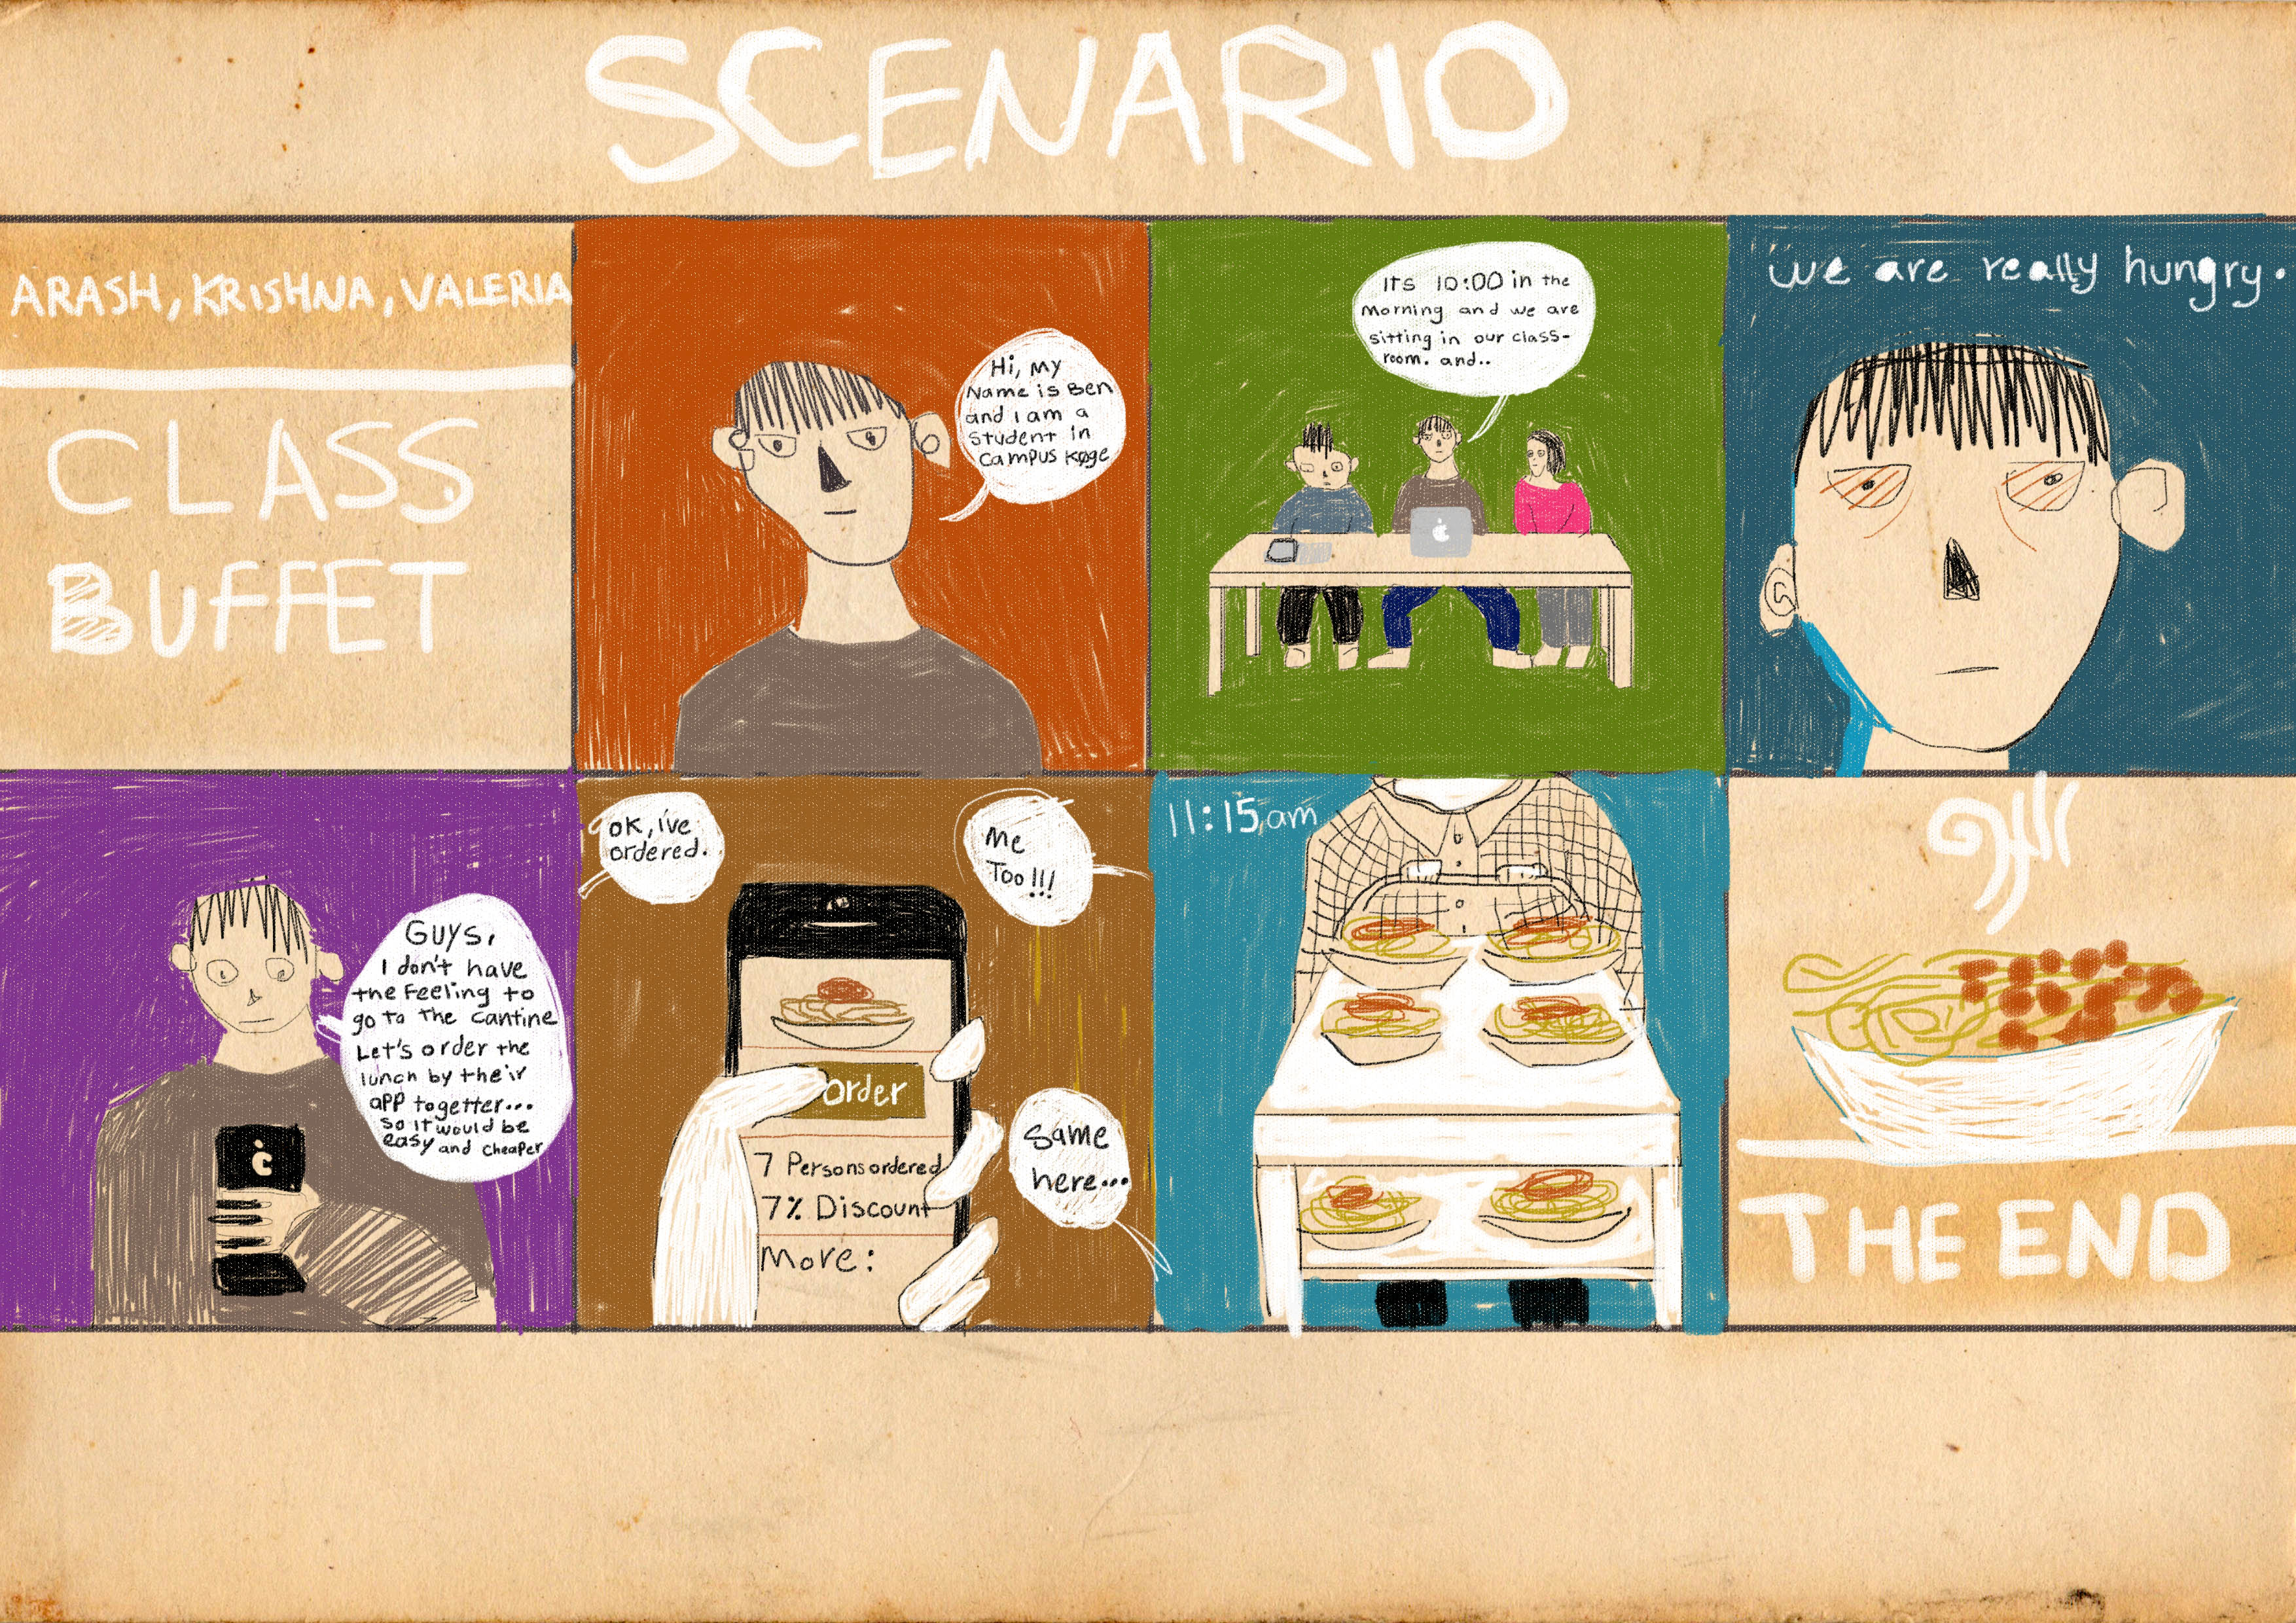 SCENARIO
ARASH, KRISHNA, VALERIA
CLASS
BUFFET
Hi, My
Name is Ben
and I am a
Student in
Campus Køge
Its 10:00 in the
Morning and we are
sitting in our class-
room. and..
we are really hungry.
GUYS,
I don't have
the Feeling to
go to the cantine
Let's order the
lunch by their
app togetter...
so it would be
easy and cheaper
OK, i've
ordered.
Me
Too!!!
Order
7 Persons ordered
7% Discount
More:
Same
here...
11:15 am
THE END